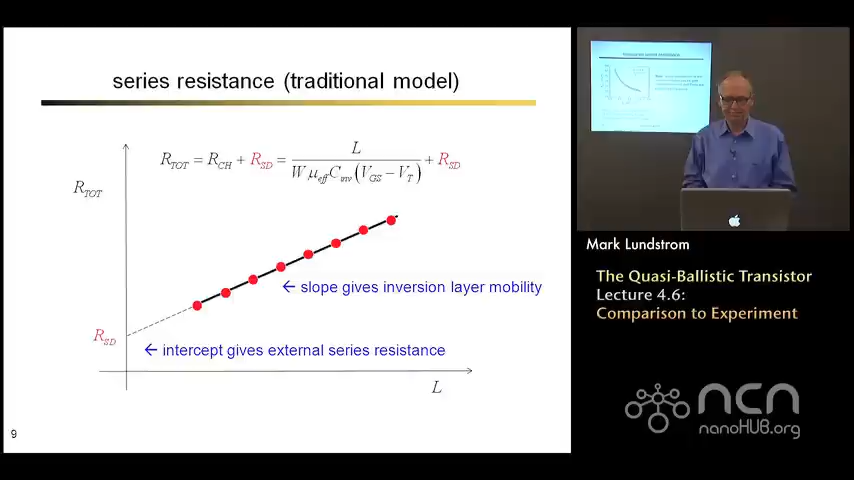 series resistance (traditional model)
R_TOT = R_CH + R_SD = L / (W μ_eff C_inv (V_GS − V_T)) + R_SD
R_TOT
← slope gives inversion layer mobility
R_SD
← intercept gives external series resistance
L
9
Mark Lundstrom
The Quasi-Ballistic Transistor
Lecture 4.6:
Comparison to Experiment
ncn
nanoHUB.org